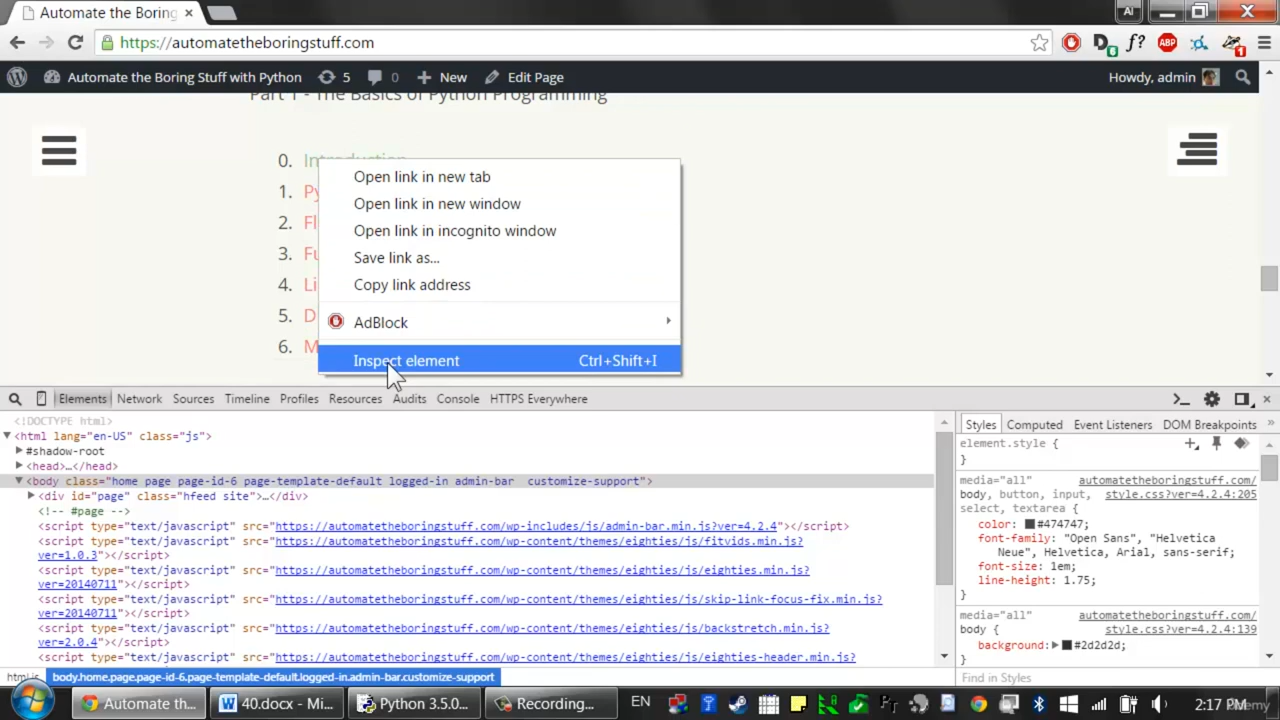 Automate the Boring
https://automatetheboringstuff.com
Automate the Boring Stuff with Python 5 0 New Edit Page Howdy, admin
Part 1 - The Basics of Python Programming
0. Introduction
1. Py
2. Fl
3. Fu
4. Li
5. D
6. M
Open link in new tab
Open link in new window
Open link in incognito window
Save link as...
Copy link address
AdBlock
Inspect element Ctrl+Shift+I
Elements Network Sources Timeline Profiles Resources Audits Console HTTPS Everywhere
<!DOCTYPE html>
<html lang="en-US" class="js">
#shadow-root
<head>…</head>
<body class="home page page-id-6 page-template-default logged-in admin-bar  customize-support">
<div id="page" class="hfeed site">…</div>
<!-- #page -->
<script type="text/javascript" src="https://automatetheboringstuff.com/wp-includes/js/admin-bar.min.js?ver=4.2.4"></script>
<script type="text/javascript" src="https://automatetheboringstuff.com/wp-content/themes/eighties/js/fitvids.min.js?
ver=1.0.3"></script>
<script type="text/javascript" src="https://automatetheboringstuff.com/wp-content/themes/eighties/js/eighties.min.js?
ver=20140711"></script>
<script type="text/javascript" src="https://automatetheboringstuff.com/wp-content/themes/eighties/js/skip-link-focus-fix.min.js?
ver=20140711"></script>
<script type="text/javascript" src="https://automatetheboringstuff.com/wp-content/themes/eighties/js/backstretch.min.js?
ver=2.0.4"></script>
<script type="text/javascript" src="https://automatetheboringstuff.com/wp-content/themes/eighties/js/eighties-header.min.js?
html.js body.home.page.page-id-6.page-template-default.logged-in.admin-bar.customize-support
Styles Computed Event Listeners DOM Breakpoints »
element.style {
}
media="all" automatetheboringstuff.com/
body, button, input, style.css?ver=4.2.4:205
select, textarea {
color: #474747;
font-family: "Open Sans", "Helvetica
Neue", Helvetica, Arial, sans-serif;
font-size: 1em;
line-height: 1.75;
}
media="all" automatetheboringstuff.com/
body { style.css?ver=4.2.4:139
background: #2d2d2d;
}
Find in Styles
Automate th... 40.docx - Mi... Python 3.5.0... Recording... EN 2:17 PM